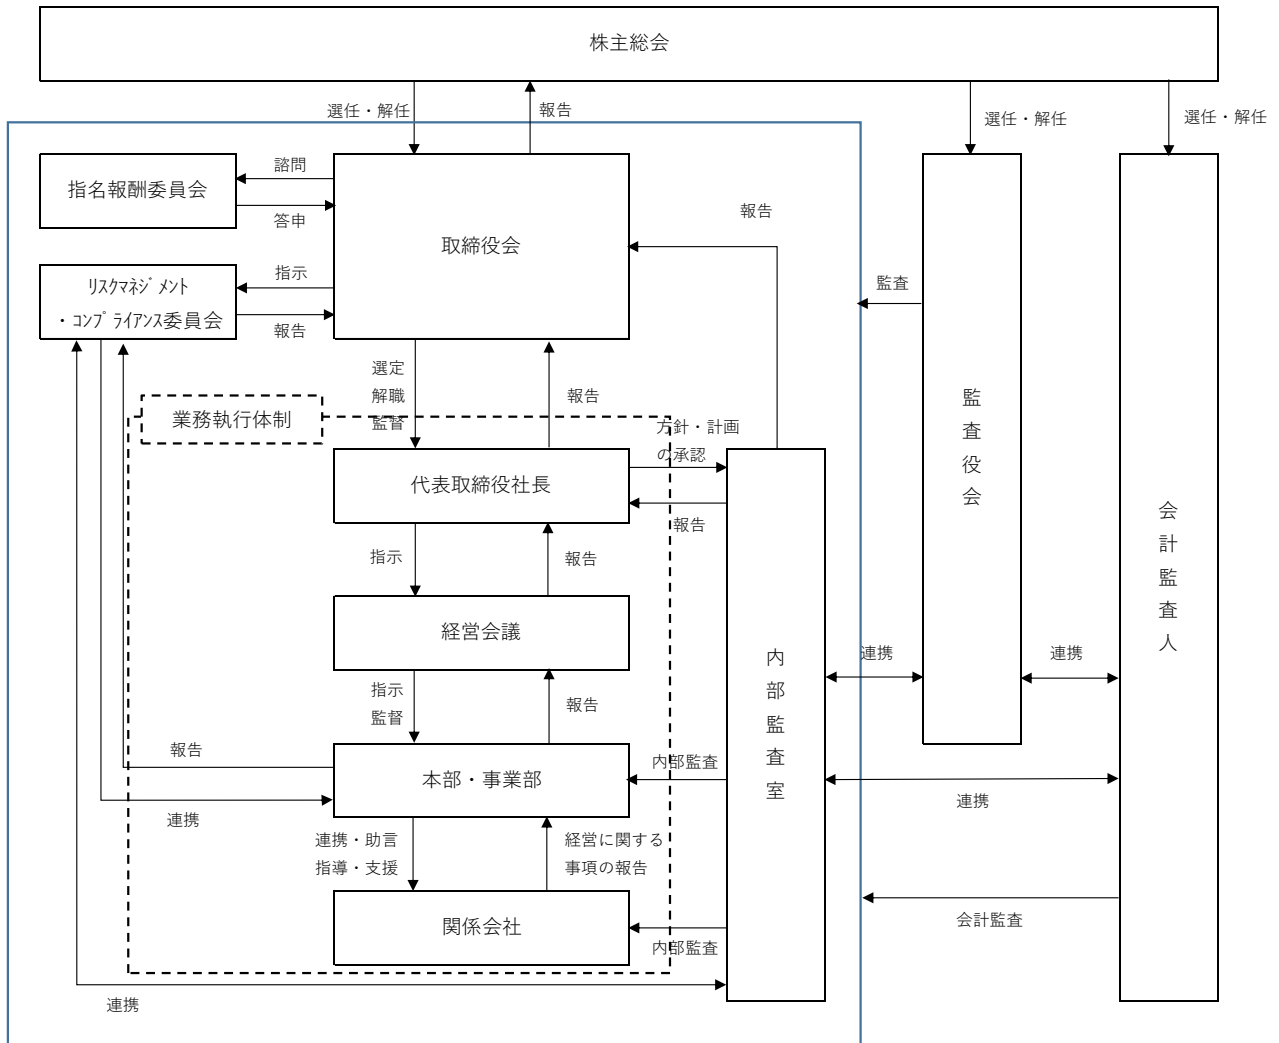 株主総会
選任・解任
報告
選任・解任
選任・解任
指名報酬委員会
諮問
答申
取締役会
報告
リスクマネジメント
・コンプライアンス委員会
指示
報告
監査
選定
解職
監督
報告
業務執行体制
方針・計画
の承認
代表取締役社長
報告
監査役会
会計監査人
指示
報告
経営会議
内部監査室
連携
連携
指示
監督
報告
報告
本部・事業部
内部監査
連携
連携
連携・助言
指導・支援
経営に関する
事項の報告
関係会社
内部監査
会計監査
連携